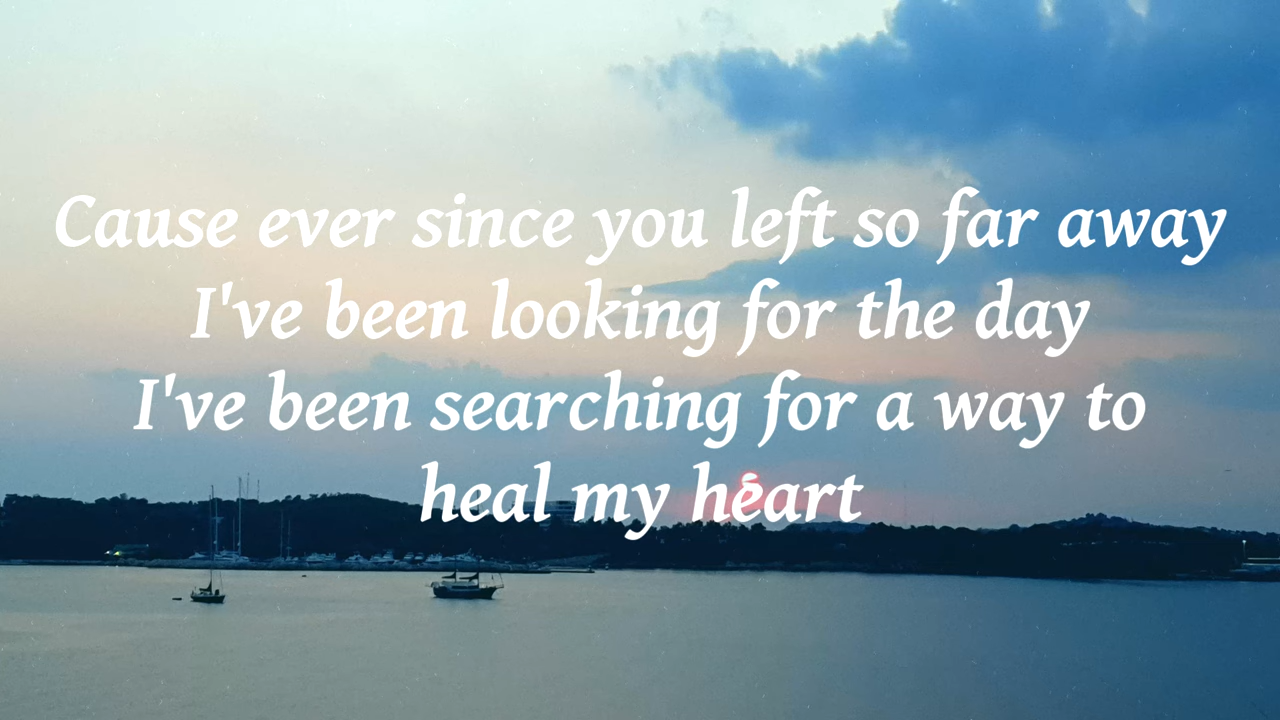 Cause ever since you left so far away
I've been looking for the day
I've been searching for a way to
heal my heart